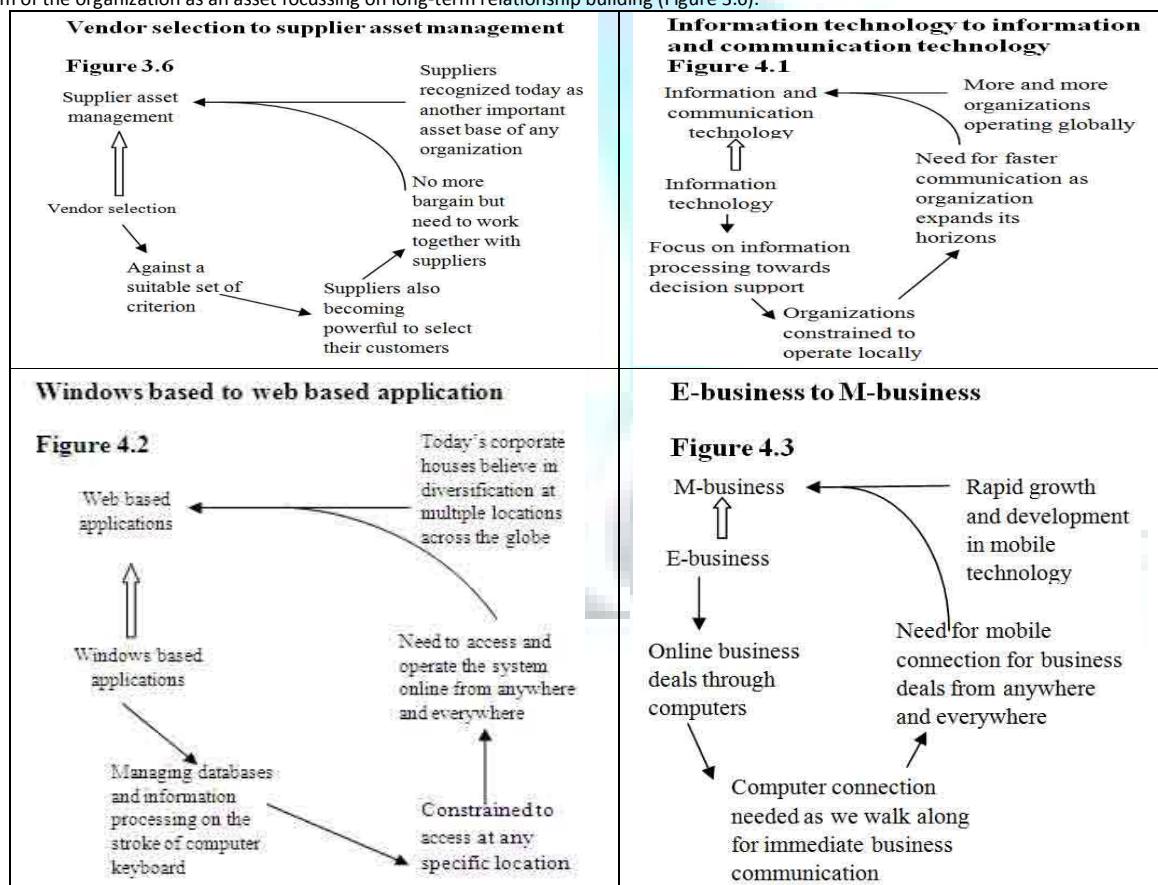 m of the organization as an asset focussing on long-term relationship building (Figure 3.6).
Vendor selection to supplier asset management
Figure 3.6
Supplier asset
management
Suppliers
recognized today as
another important
asset base of any
organization
No more
bargain but
need to work
together with
suppliers
Vendor selection
Against a
suitable set of
criterion
Suppliers also
becoming
powerful to select
their customers
Information technology to information
and communication technology
Figure 4.1
Information and
communication
technology
More and more
organizations
operating globally
Need for faster
communication as
organization
expands its
horizons
Information
technology
Focus on information
processing towards
decision support
Organizations
constrained to
operate locally
Windows based to web based application
Figure 4.2
Web based
applications
Today's corporate
houses believe in
diversification at
multiple locations
across the globe
Windows based
applications
Need to access and
operate the system
online from anywhere
and everywhere
Managing databases
and information
processing on the
stroke of computer
keyboard
Constrained to
access at any
specific location
E-business to M-business
Figure 4.3
M-business
Rapid growth
and development
in mobile
technology
E-business
Need for mobile
connection for business
deals from anywhere
and everywhere
Online business
deals through
computers
Computer connection
needed as we walk along
for immediate business
communication